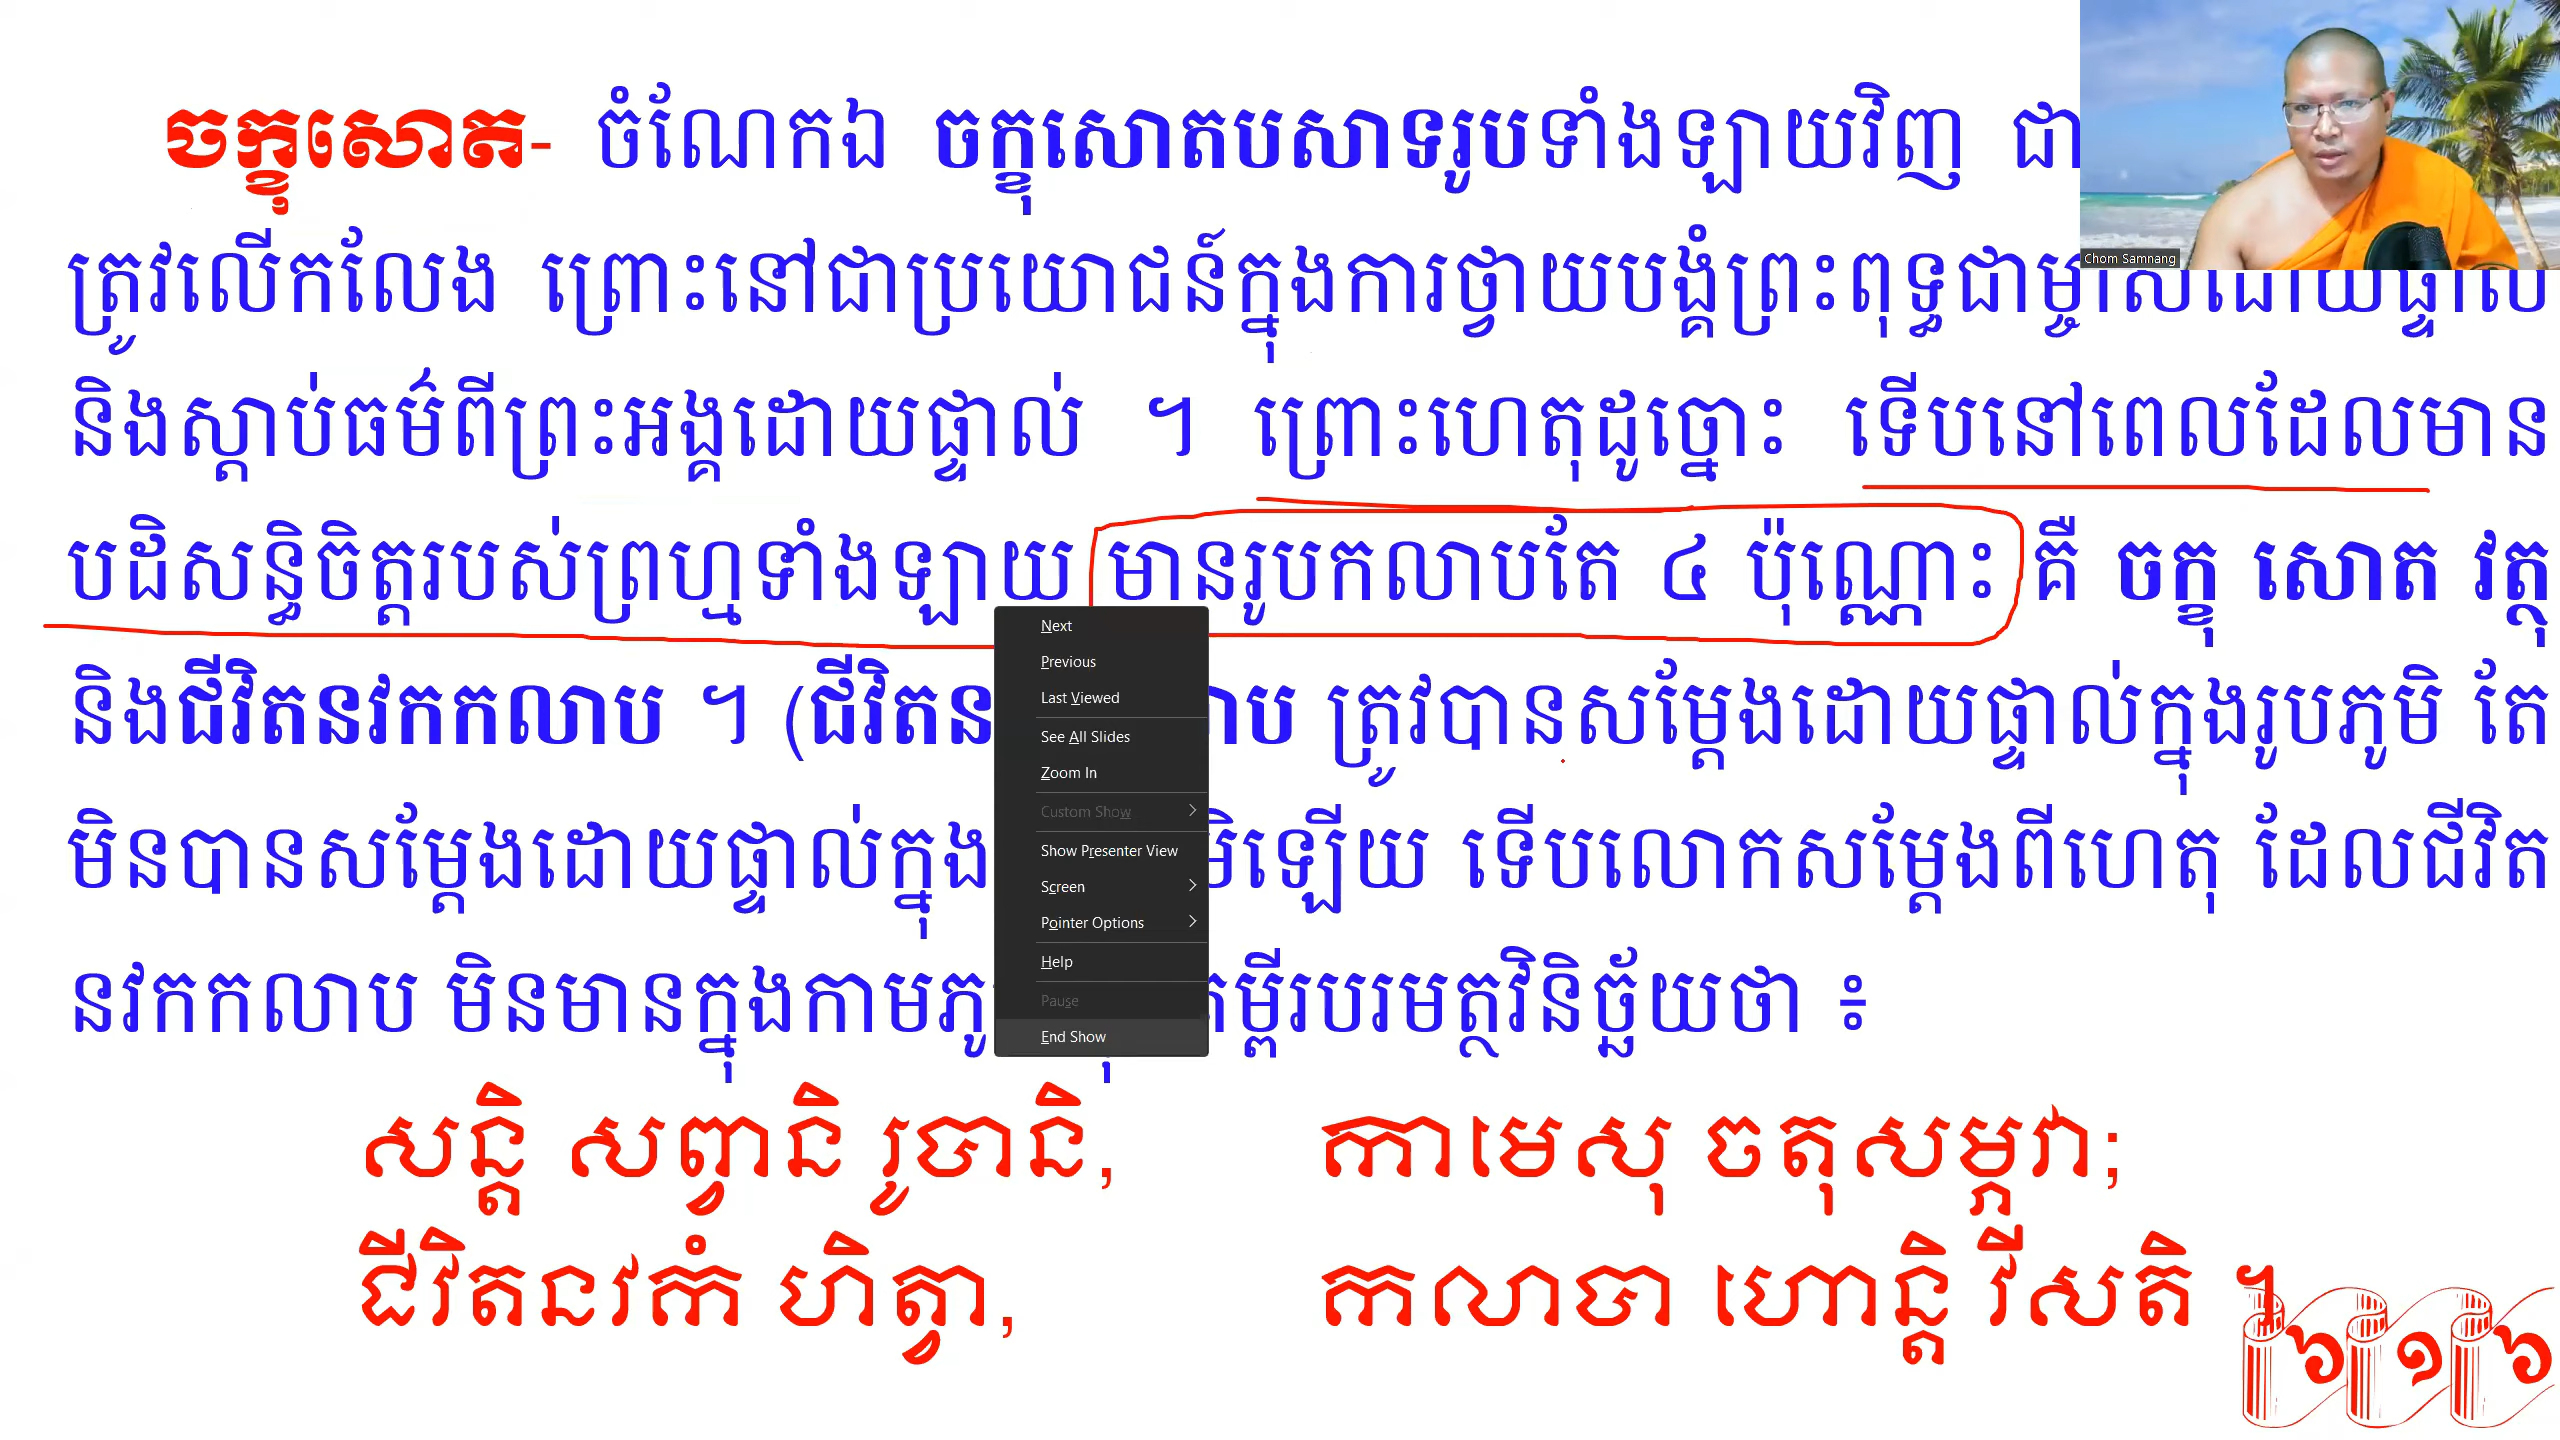 ចក្ខុសោត- ចំណែកឯ ចក្ខុសោតបសាទរូបទាំងឡាយវិញ ជា
ត្រូវលើកលែង ព្រោះនៅជាប្រយោជន៍ក្នុងការថ្វាយបង្គំព្រះពុទ្ធជាម្ចាស់ដោយផ្ទាល់
និងស្តាប់ធម៌ពីព្រះអង្គដោយផ្ទាល់ ។ ព្រោះហេតុដូច្នោះ ទើបនៅពេលដែលមាន
បដិសន្ធិចិត្តរបស់ព្រហ្មទាំងឡាយ មានរូបកលាបតែ ៤ ប៉ុណ្ណោះ គឺ ចក្ខុ សោត វត្ថុ
និងជីវិតនវកកលាប ។ (ជីវិតន ាប ត្រូវបានសម្តែងដោយផ្ទាល់ក្នុងរូបភូមិ តែ
មិនបានសម្តែងដោយផ្ទាល់ក្នុង មិឡើយ ទើបលោកសម្តែងពីហេតុ ដែលជីវិត
នវកកលាប មិនមានក្នុងកាមភូ គម្ពីរបរមត្ថវិនិច្ឆ័យថា ៖
សន្តិ សព្វានិ រូបានិ, កាមេសុ ចតុសម្ភវា;
ជីវិតនវកំ ហិត្វា, កលាបា ហោន្តិ វីសតិ ។
៦១៦
Chom Samnang
Next
Previous
Last Viewed
See All Slides
Zoom In
Custom Show
Show Presenter View
Screen
Pointer Options
Help
Pause
End Show